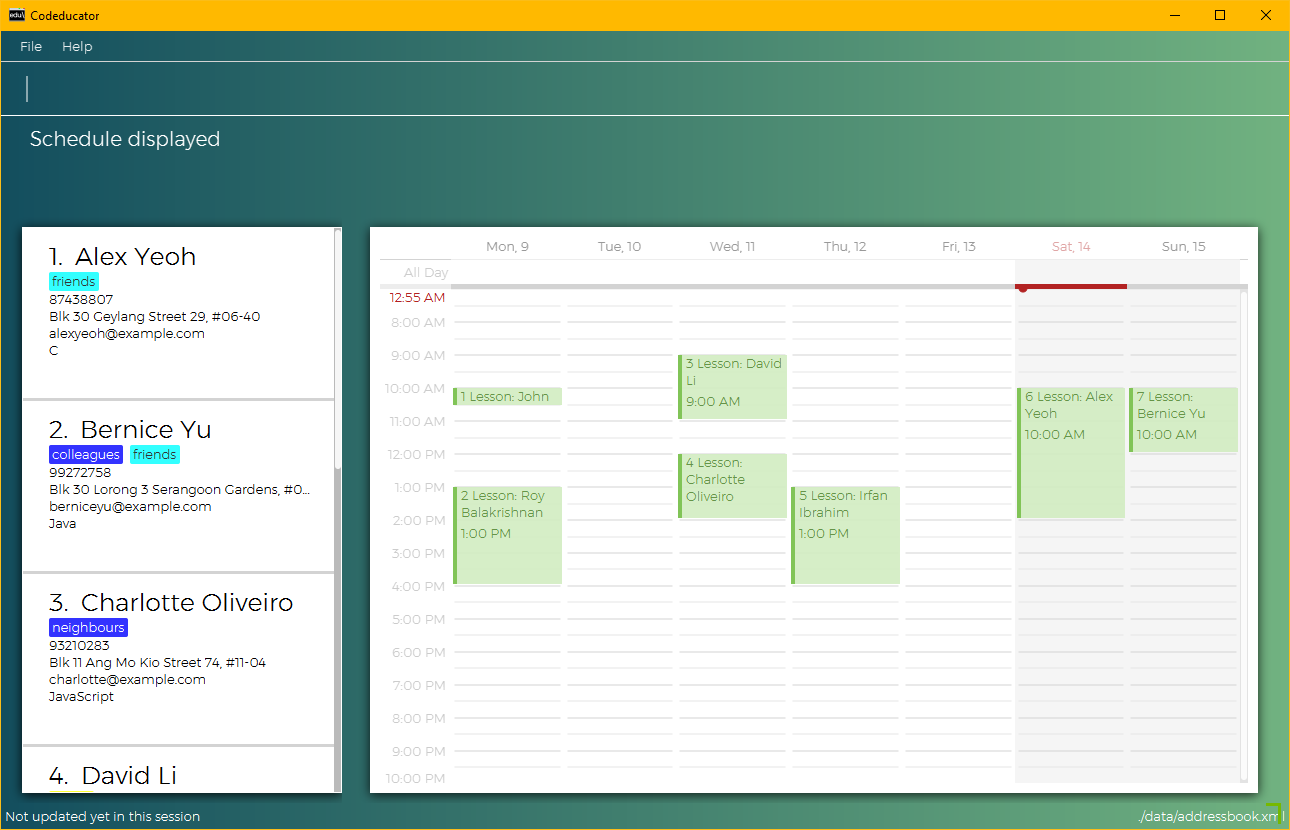 edu\
Codeducator
File Help
Schedule displayed
1. Alex Yeoh
friends
87438807
Blk 30 Geylang Street 29, #06-40
alexyeoh@example.com
C
2. Bernice Yu
colleagues friends
99272758
Blk 30 Lorong 3 Serangoon Gardens, #0...
berniceyu@example.com
Java
3. Charlotte Oliveiro
neighbours
93210283
Blk 11 Ang Mo Kio Street 74, #11-04
charlotte@example.com
JavaScript
4. David Li
Mon, 9 Tue, 10 Wed, 11 Thu, 12 Fri, 13 Sat, 14 Sun, 15
All Day
12:55 AM
8:00 AM
9:00 AM
10:00 AM
11:00 AM
12:00 PM
1:00 PM
2:00 PM
3:00 PM
4:00 PM
5:00 PM
6:00 PM
7:00 PM
8:00 PM
9:00 PM
10:00 PM
1 Lesson: John
2 Lesson: Roy
Balakrishnan
1:00 PM
3 Lesson: David
Li
9:00 AM
4 Lesson:
Charlotte
Oliveiro
5 Lesson: Irfan
Ibrahim
1:00 PM
6 Lesson: Alex
Yeoh
10:00 AM
7 Lesson:
Bernice Yu
10:00 AM
Not updated yet in this session
./data/addressbook.xml